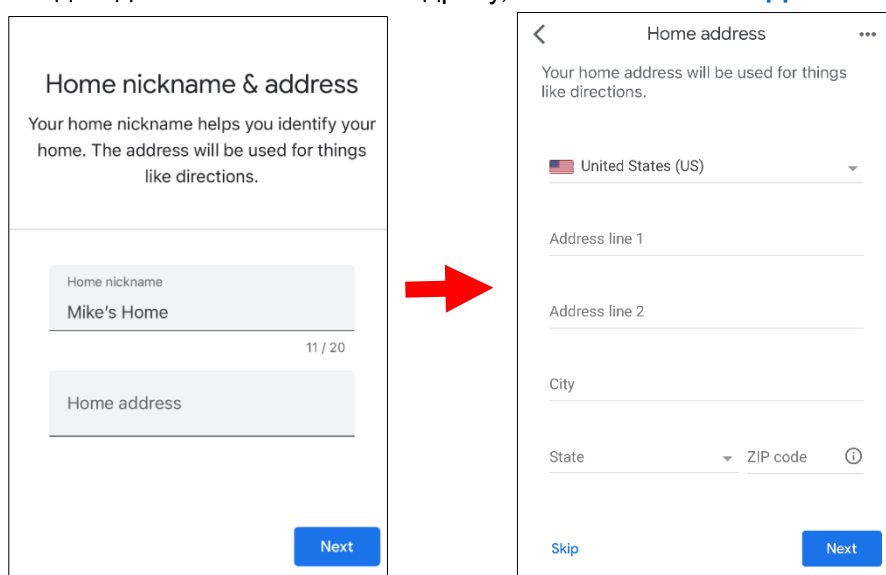 Home nickname & address
Your home nickname helps you identify your
home. The address will be used for things
like directions.
Home nickname
Mike's Home
11 / 20
Home address
Next
Home address
Your home address will be used for things
like directions.
United States (US)
Address line 1
Address line 2
City
State
ZIP code
Skip
Next